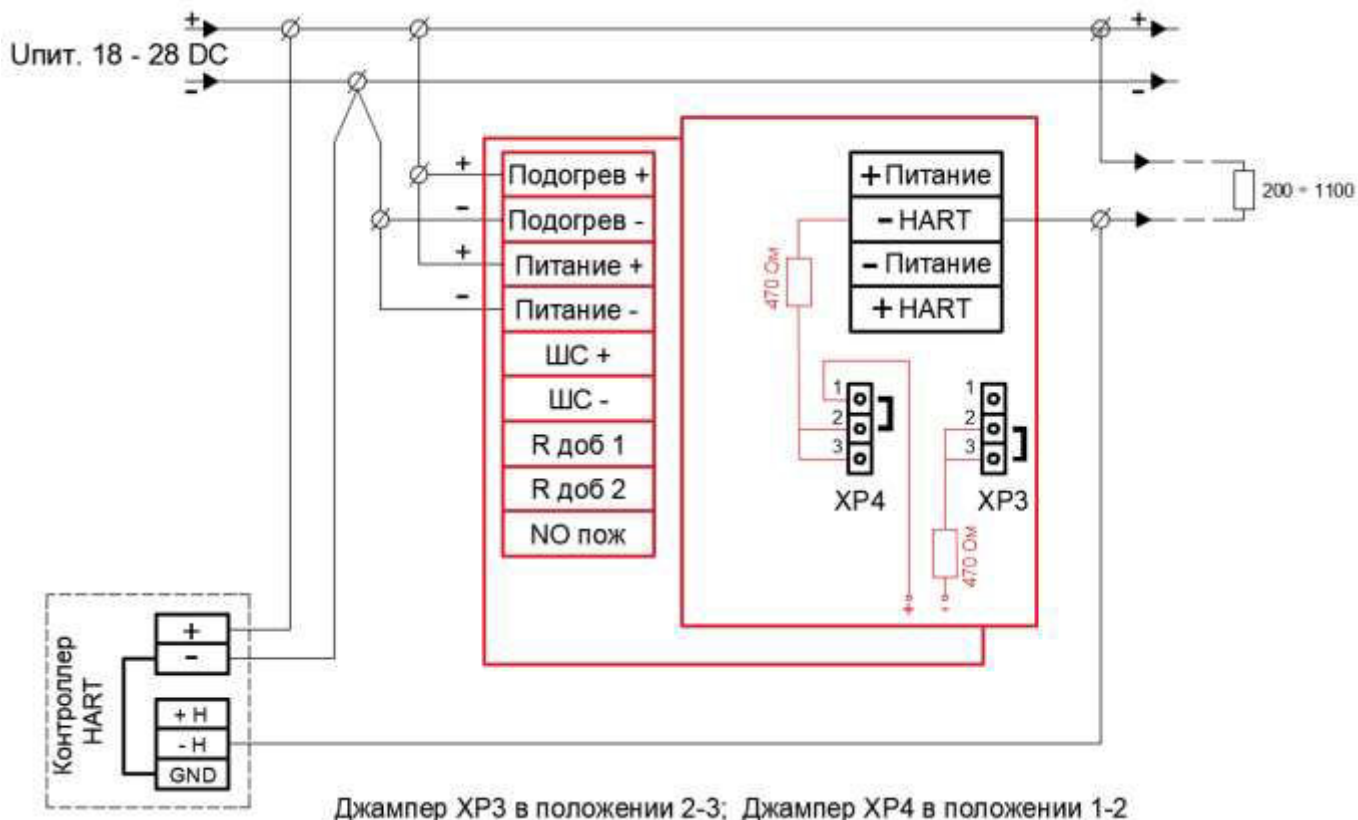 +
+
Uпит. 18 - 28 DC
-
-
+
Подогрев +
-
Подогрев -
+
Питание +
-
Питание -
ШС +
ШС -
R доб 1
R доб 2
NO пож
+ Питание
- HART
- Питание
+ HART
200 ÷ 1100
470 Ом
1
2
3
XP4
1
2
3
XP3
470 Ом
+
-
Контроллер
HART
+
-
+ H
- H
GND
Джампер XP3 в положении 2-3; Джампер XP4 в положении 1-2